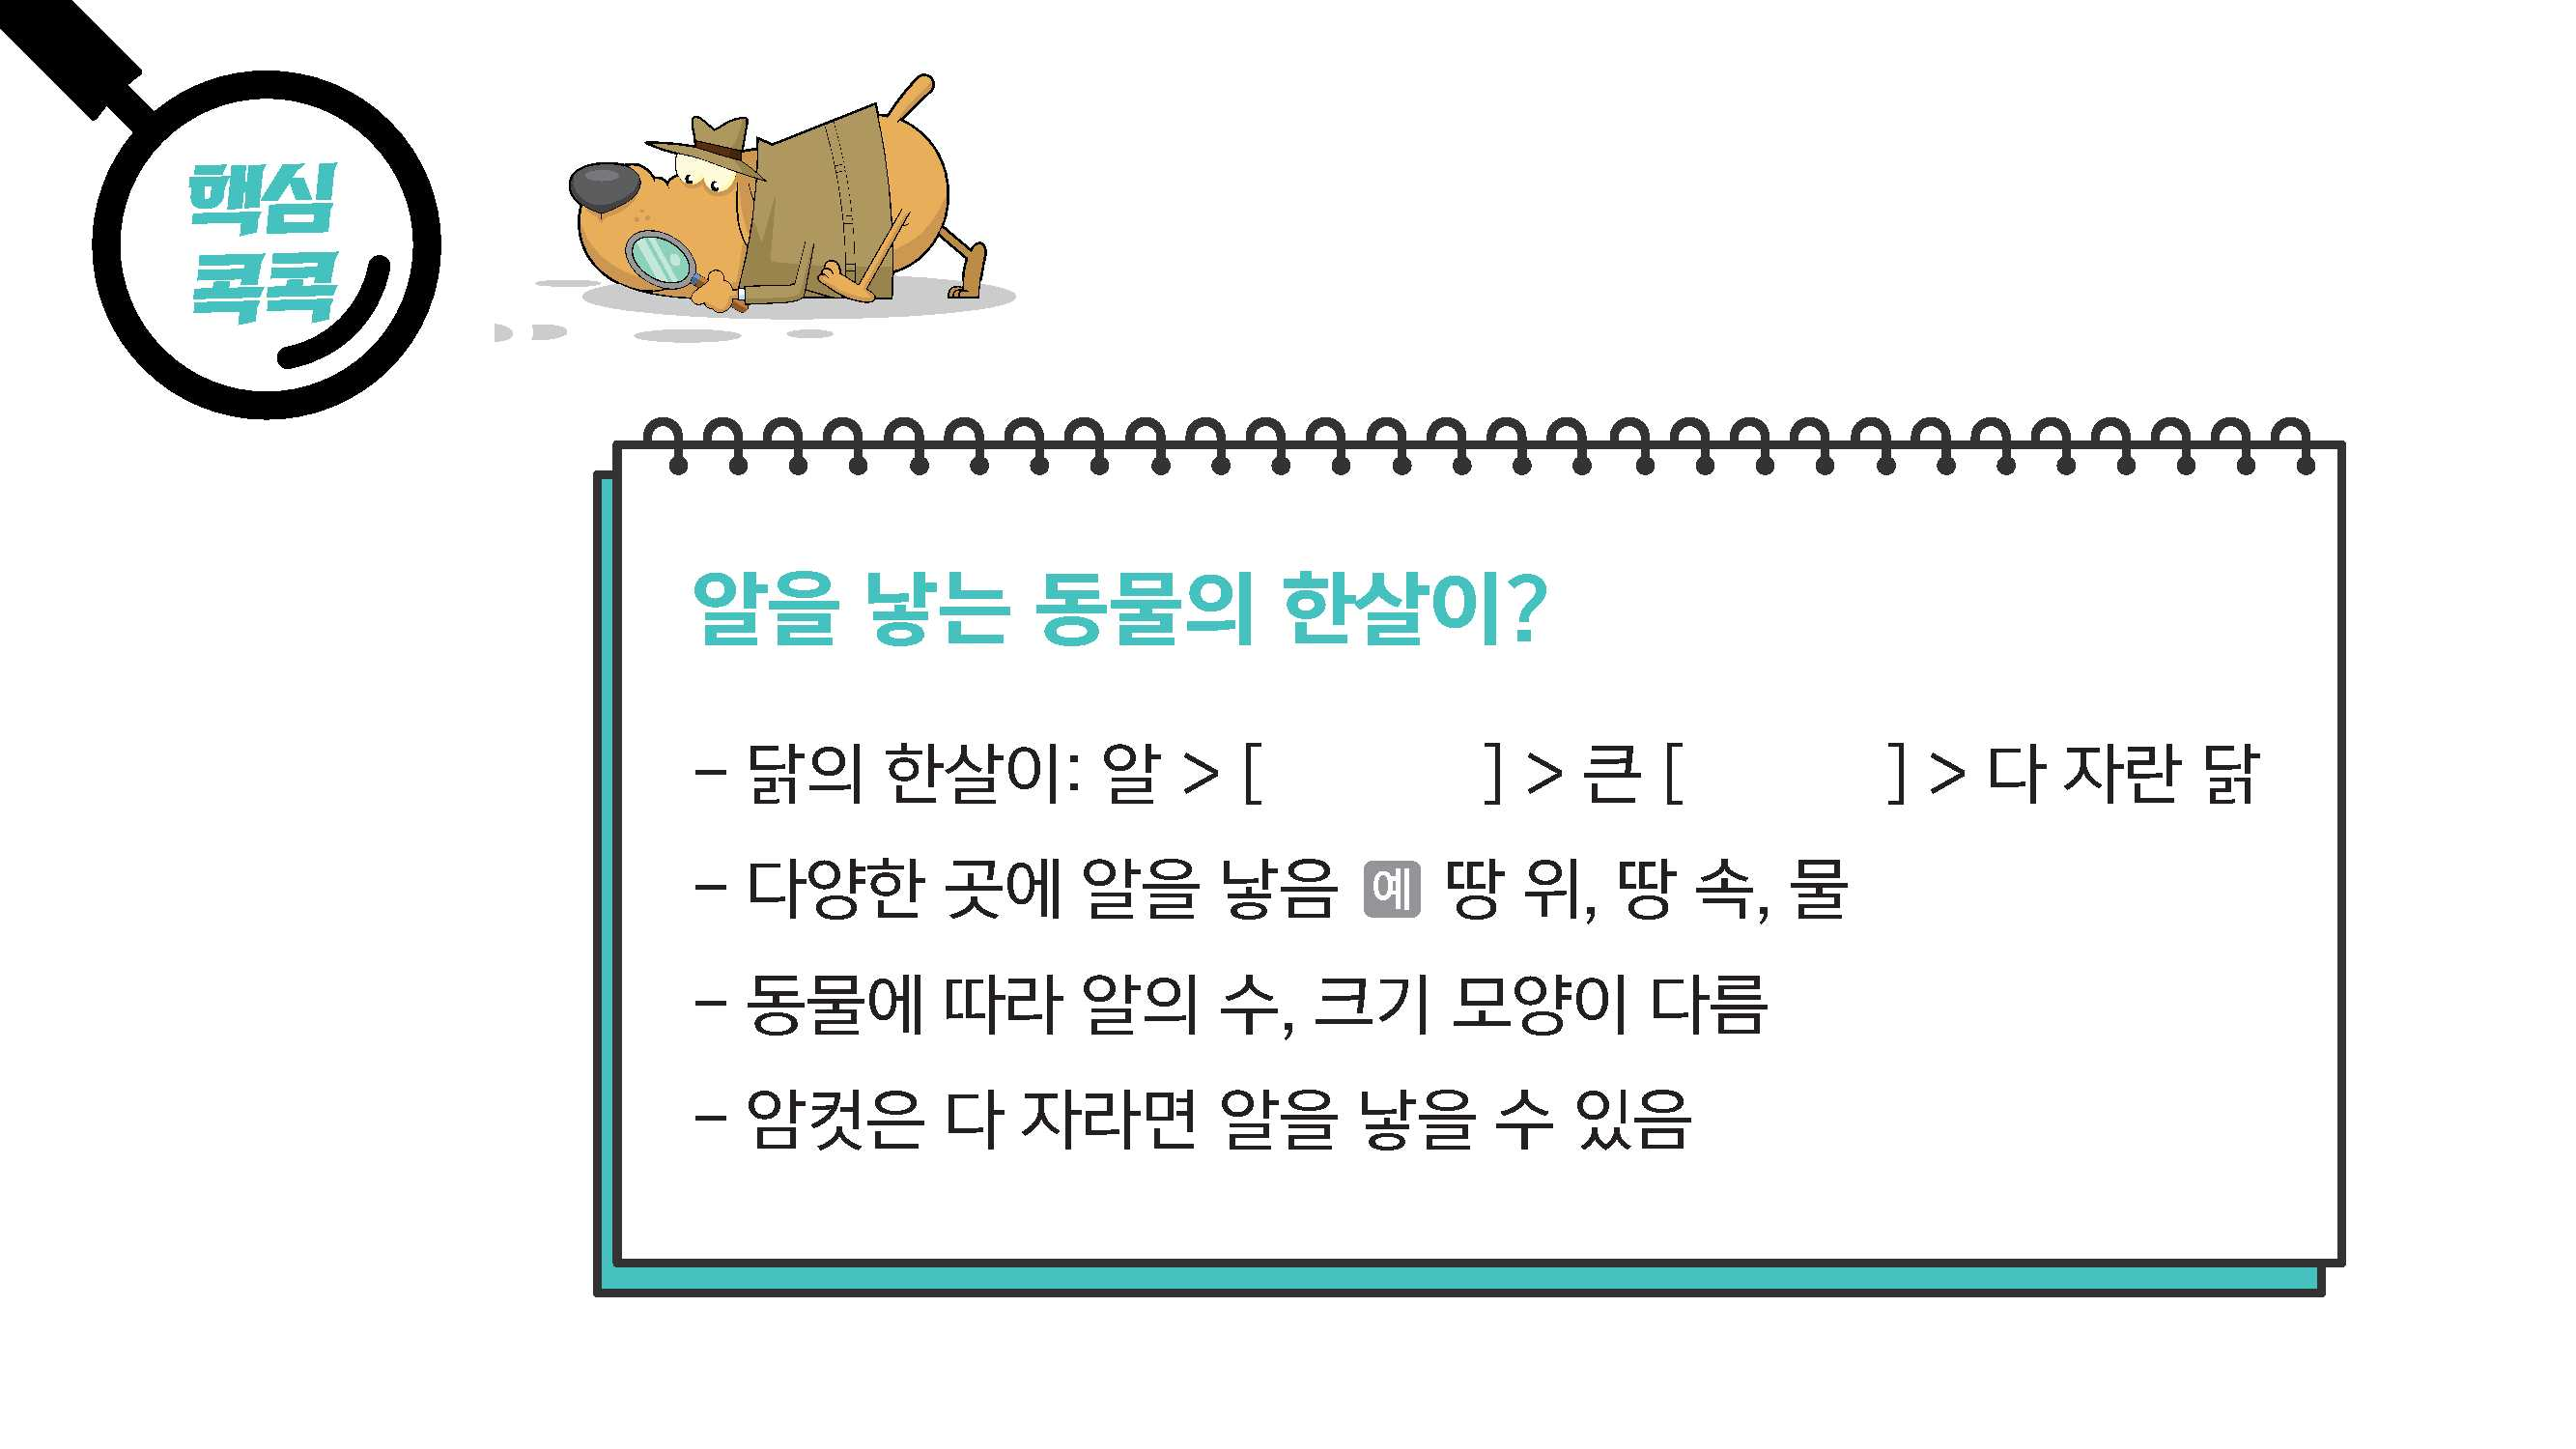 핵심
콕콕
알을 낳는 동물의 한살이?
- 닭의 한살이: 알 > [ ] > 큰 [ ] > 다 자란 닭
- 다양한 곳에 알을 낳음 예 땅 위, 땅 속, 물
- 동물에 따라 알의 수, 크기 모양이 다름
- 암컷은 다 자라면 알을 낳을 수 있음